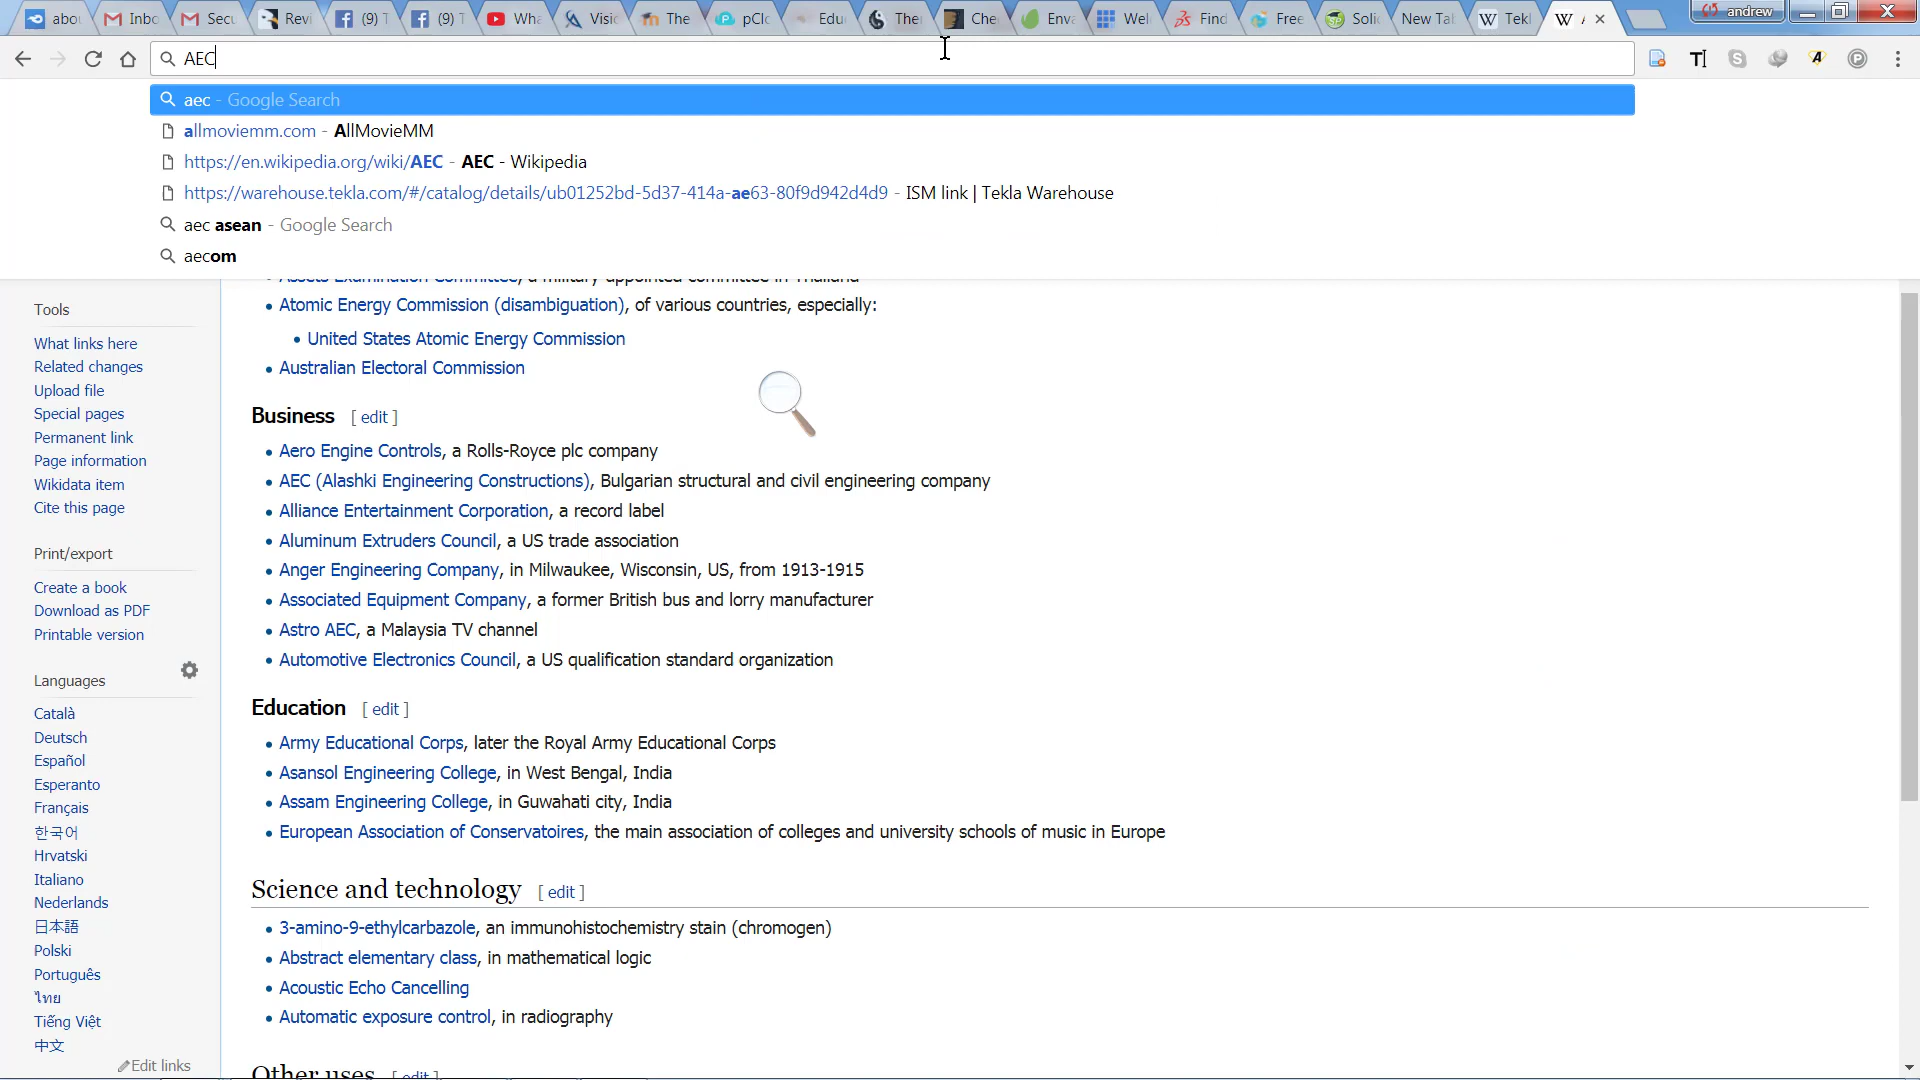 abou
Inbo
Secu
Revi
(9) T
(9) T
Wha
Visio
The
pClo
Edu
The
Che
Enva
Wel
Find
Free
Solic
New Tab
Tekl
A
andrew
AEC
aec - Google Search
allmoviemm.com - AllMovieMM
https://en.wikipedia.org/wiki/AEC - AEC - Wikipedia
https://warehouse.tekla.com/#/catalog/details/ub01252bd-5d37-414a-ae63-80f9d942d4d9 - ISM link | Tekla Warehouse
aec asean - Google Search
aecom
Assets Examination Committee, a military appointed committee in Thailand
Atomic Energy Commission (disambiguation), of various countries, especially:
United States Atomic Energy Commission
Australian Electoral Commission
Business [ edit ]
Aero Engine Controls, a Rolls-Royce plc company
AEC (Alashki Engineering Constructions), Bulgarian structural and civil engineering company
Alliance Entertainment Corporation, a record label
Aluminum Extruders Council, a US trade association
Anger Engineering Company, in Milwaukee, Wisconsin, US, from 1913-1915
Associated Equipment Company, a former British bus and lorry manufacturer
Astro AEC, a Malaysia TV channel
Automotive Electronics Council, a US qualification standard organization
Education [ edit ]
Army Educational Corps, later the Royal Army Educational Corps
Asansol Engineering College, in West Bengal, India
Assam Engineering College, in Guwahati city, India
European Association of Conservatoires, the main association of colleges and university schools of music in Europe
Science and technology [ edit ]
3-amino-9-ethylcarbazole, an immunohistochemistry stain (chromogen)
Abstract elementary class, in mathematical logic
Acoustic Echo Cancelling
Automatic exposure control, in radiography
Other uses [ edit ]
Tools
What links here
Related changes
Upload file
Special pages
Permanent link
Page information
Wikidata item
Cite this page
Print/export
Create a book
Download as PDF
Printable version
Languages
Català
Deutsch
Español
Esperanto
Français
한국어
Hrvatski
Italiano
Nederlands
日本語
Polski
Português
ไทย
Tiếng Việt
中文
Edit links